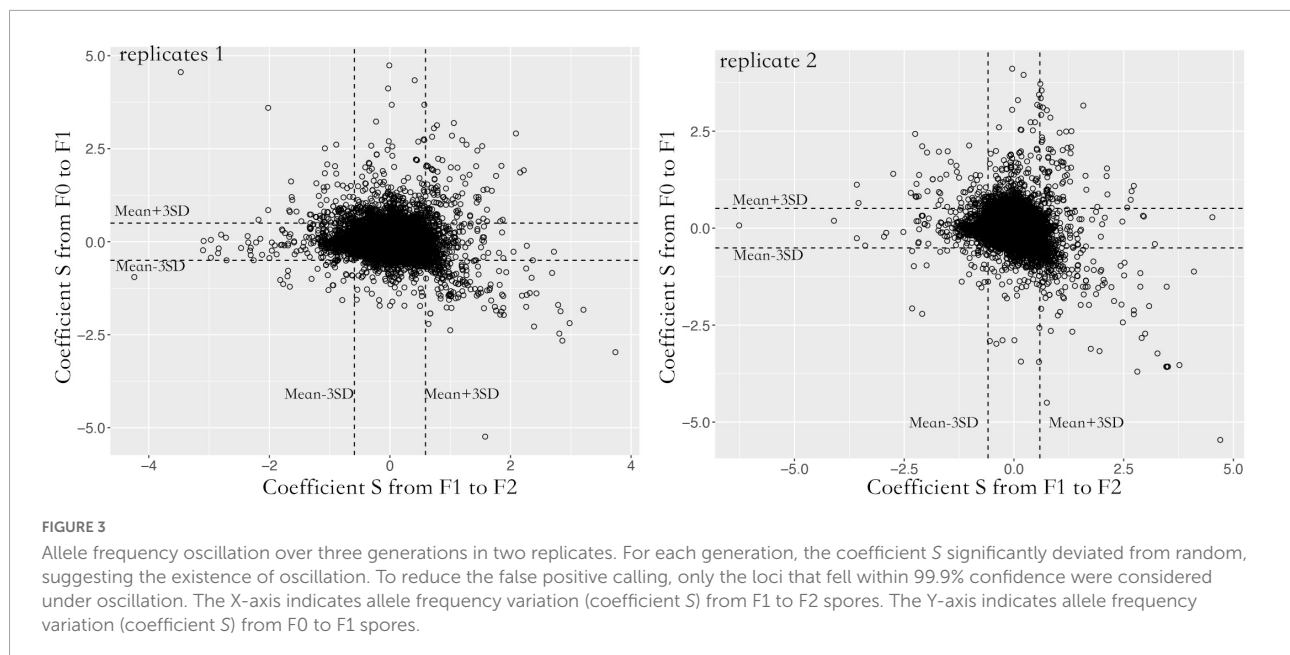 replicates 1
5.0
2.5
0.0
−2.5
−5.0
Coefficient S from F0 to F1
Mean+3SD
Mean-3SD
Mean-3SD
Mean+3SD
−4
−2
0
2
4
Coefficient S from F1 to F2
replicate 2
2.5
0.0
−2.5
−5.0
Coefficient S from F0 to F1
Mean+3SD
Mean-3SD
Mean-3SD
Mean+3SD
−5.0
−2.5
0.0
2.5
5.0
Coefficient S from F1 to F2
FIGURE 3
Allele frequency oscillation over three generations in two replicates. For each generation, the coefficient S significantly deviated from random,
suggesting the existence of oscillation. To reduce the false positive calling, only the loci that fell within 99.9% confidence were considered
under oscillation. The X-axis indicates allele frequency variation (coefficient S) from F1 to F2 spores. The Y-axis indicates allele frequency
variation (coefficient S) from F0 to F1 spores.